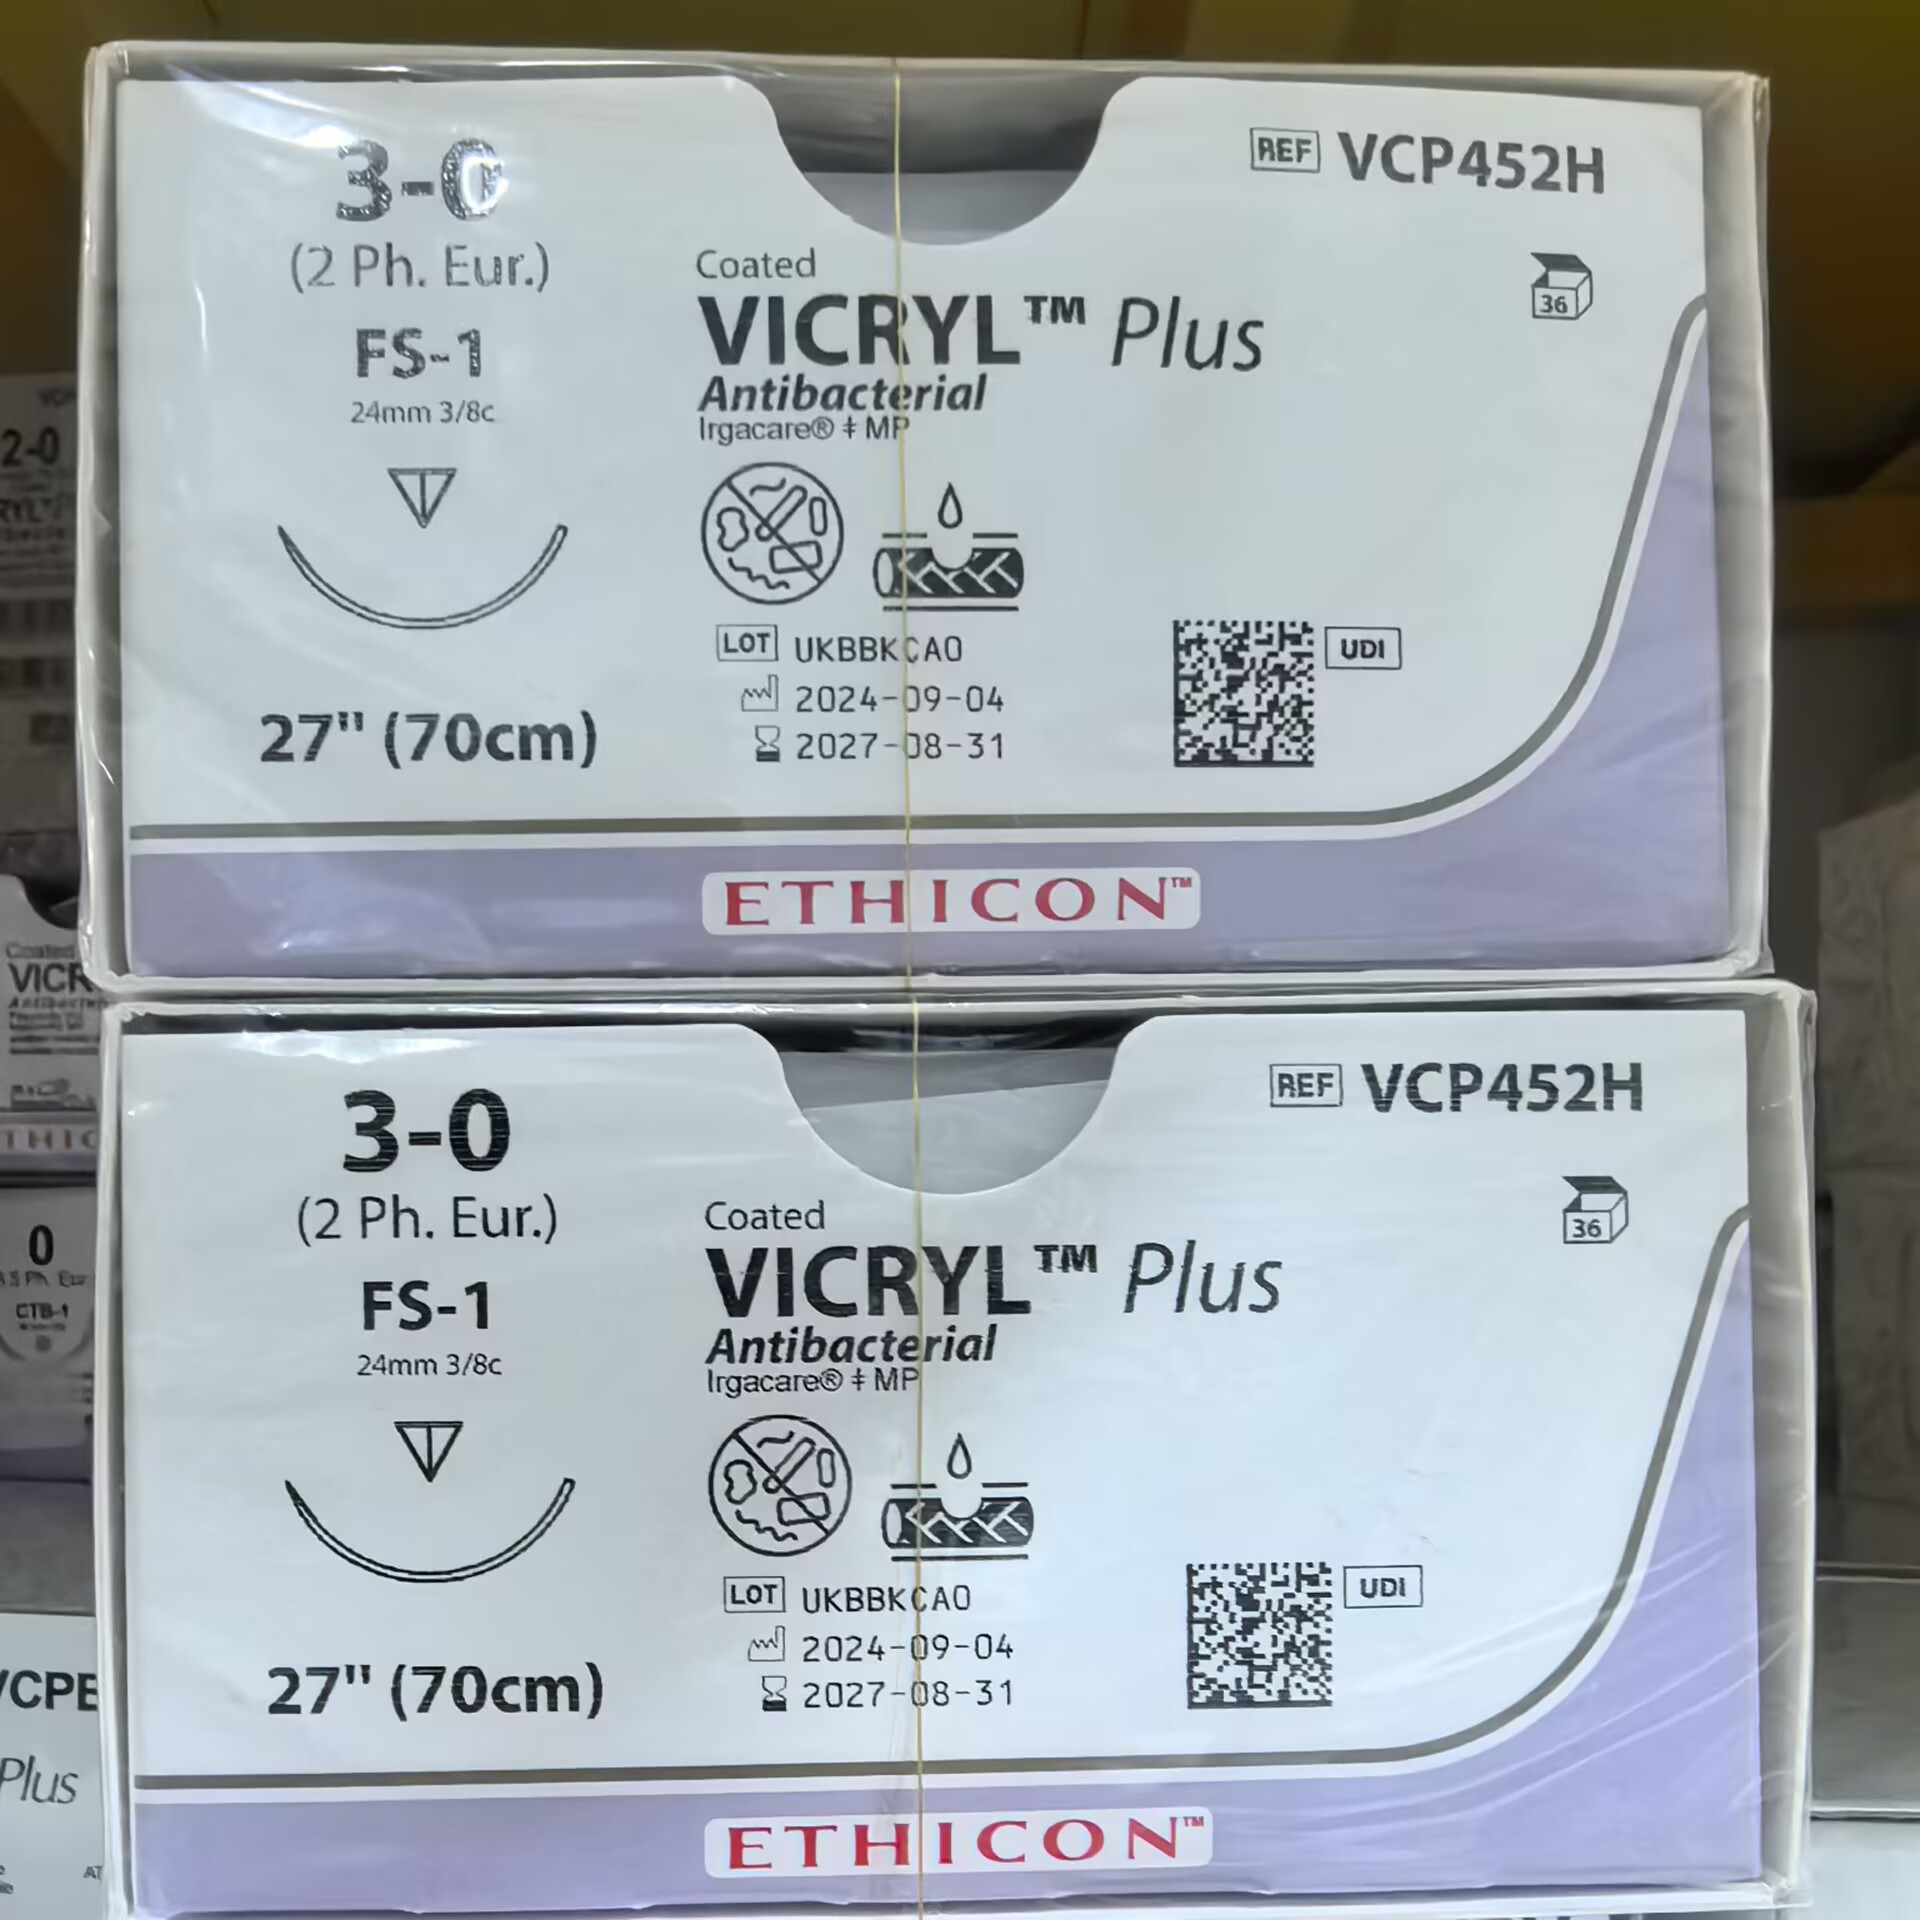 3-0
(2 Ph. Eur.)
FS-1
24mm 3/8c
27" (70cm)
Coated
VICRYL™ Plus
Antibacterial
Irgacare® ǂ MP
LOT UKBBKCA0
2024-09-04
2027-08-31
REF VCP452H
36
UDI
ETHICON™
3-0
(2 Ph. Eur.)
FS-1
24mm 3/8c
27" (70cm)
Coated
VICRYL™ Plus
Antibacterial
Irgacare® ǂ MP
LOT UKBBKCA0
2024-09-04
2027-08-31
REF VCP452H
36
UDI
ETHICON™
2-0
Coated
VICR
THIC
0
CTB-1
VCPE
Plus